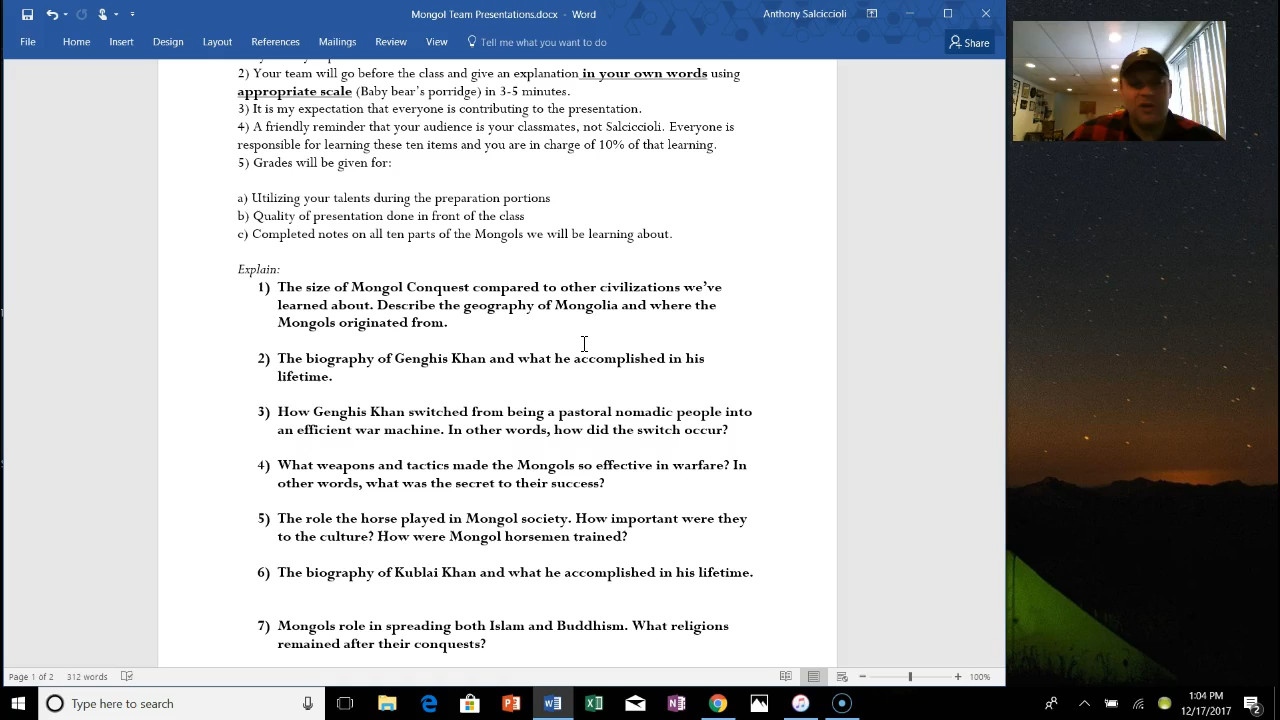 Mongol Team Presentations.docx - Word
Anthony Salciccioli
File Home Insert Design Layout References Mailings Review View Tell me what you want to do
Share
2) Your team will go before the class and give an explanation in your own words using
appropriate scale (Baby bear's porridge) in 3-5 minutes.
3) It is my expectation that everyone is contributing to the presentation.
4) A friendly reminder that your audience is your classmates, not Salciccioli. Everyone is
responsible for learning these ten items and you are in charge of 10% of that learning.
5) Grades will be given for:
a) Utilizing your talents during the preparation portions
b) Quality of presentation done in front of the class
c) Completed notes on all ten parts of the Mongols we will be learning about.
Explain:
1) The size of Mongol Conquest compared to other civilizations we've
learned about. Describe the geography of Mongolia and where the
Mongols originated from.
2) The biography of Genghis Khan and what he accomplished in his
lifetime.
3) How Genghis Khan switched from being a pastoral nomadic people into
an efficient war machine. In other words, how did the switch occur?
4) What weapons and tactics made the Mongols so effective in warfare? In
other words, what was the secret to their success?
5) The role the horse played in Mongol society. How important were they
to the culture? How were Mongol horsemen trained?
6) The biography of Kublai Khan and what he accomplished in his lifetime.
7) Mongols role in spreading both Islam and Buddhism. What religions
remained after their conquests?
Page 1 of 2 312 words
100%
Type here to search
1:04 PM
12/17/2017
2